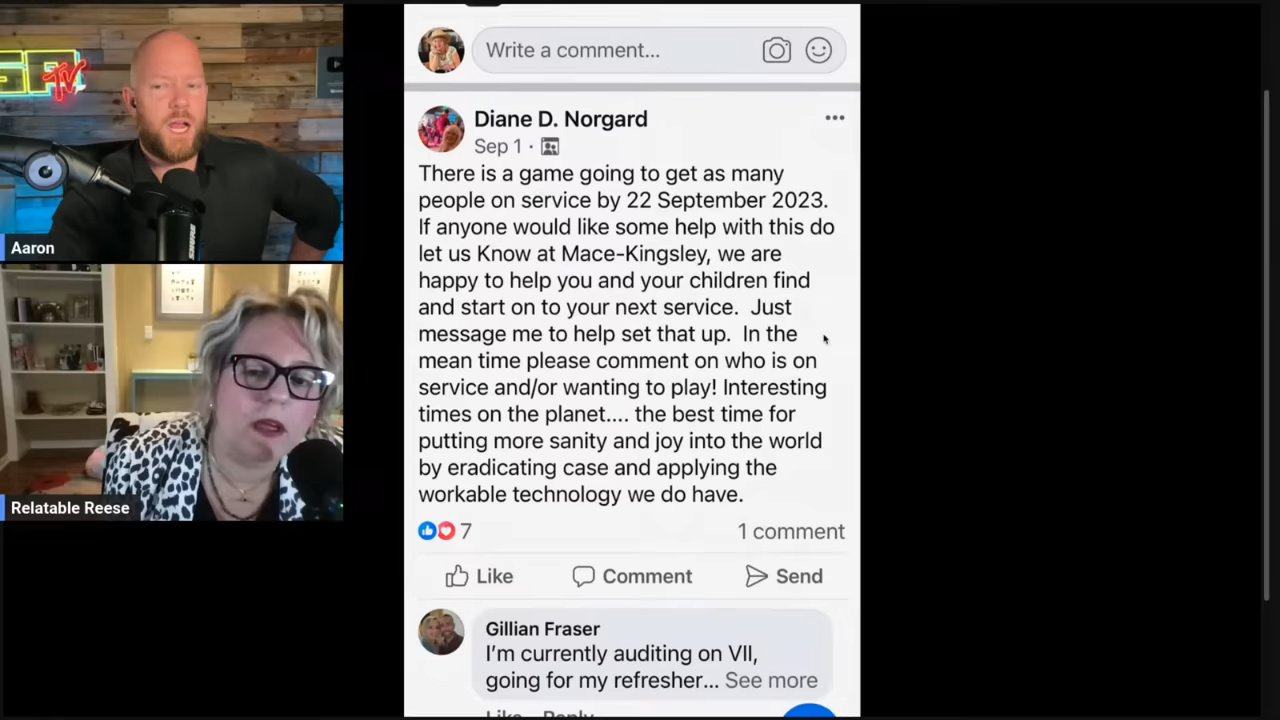 TV
Aaron
Relatable Reese
Write a comment...
Diane D. Norgard
Sep 1 ·
There is a game going to get as many
people on service by 22 September 2023.
If anyone would like some help with this do
let us Know at Mace-Kingsley, we are
happy to help you and your children find
and start on to your next service.  Just
message me to help set that up.  In the
mean time please comment on who is on
service and/or wanting to play! Interesting
times on the planet.... the best time for
putting more sanity and joy into the world
by eradicating case and applying the
workable technology we do have.
7
1 comment
Like
Comment
Send
Gillian Fraser
I'm currently auditing on VII,
going for my refresher... See more
Like Reply